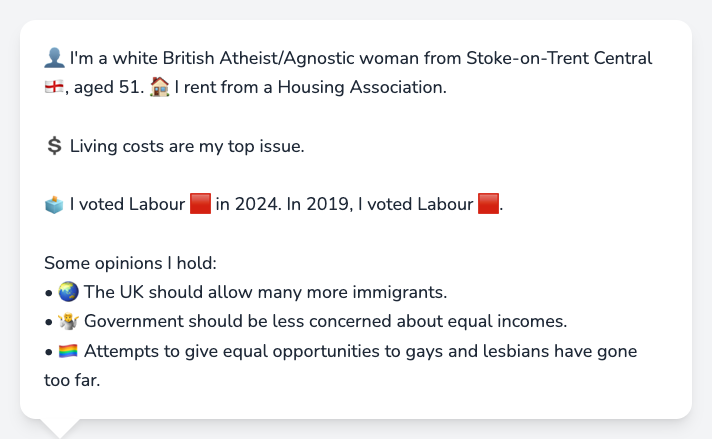 👤 I'm a white British Atheist/Agnostic woman from Stoke-on-Trent Central
🏴󠁧󠁢󠁥󠁮󠁧󠁿, aged 51. 🏠 I rent from a Housing Association.
💲 Living costs are my top issue.
🗳️ I voted Labour 🟥 in 2024. In 2019, I voted Labour 🟥.
Some opinions I hold:
• 🌏 The UK should allow many more immigrants.
• 🤷 Government should be less concerned about equal incomes.
• 🏳️‍🌈 Attempts to give equal opportunities to gays and lesbians have gone
too far.